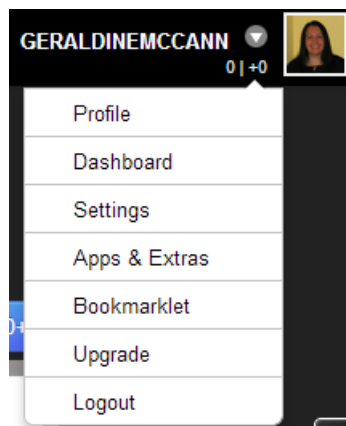 GERALDINEMCCANN
0 | +0
Profile
Dashboard
Settings
Apps & Extras
Bookmarklet
Upgrade
Logout